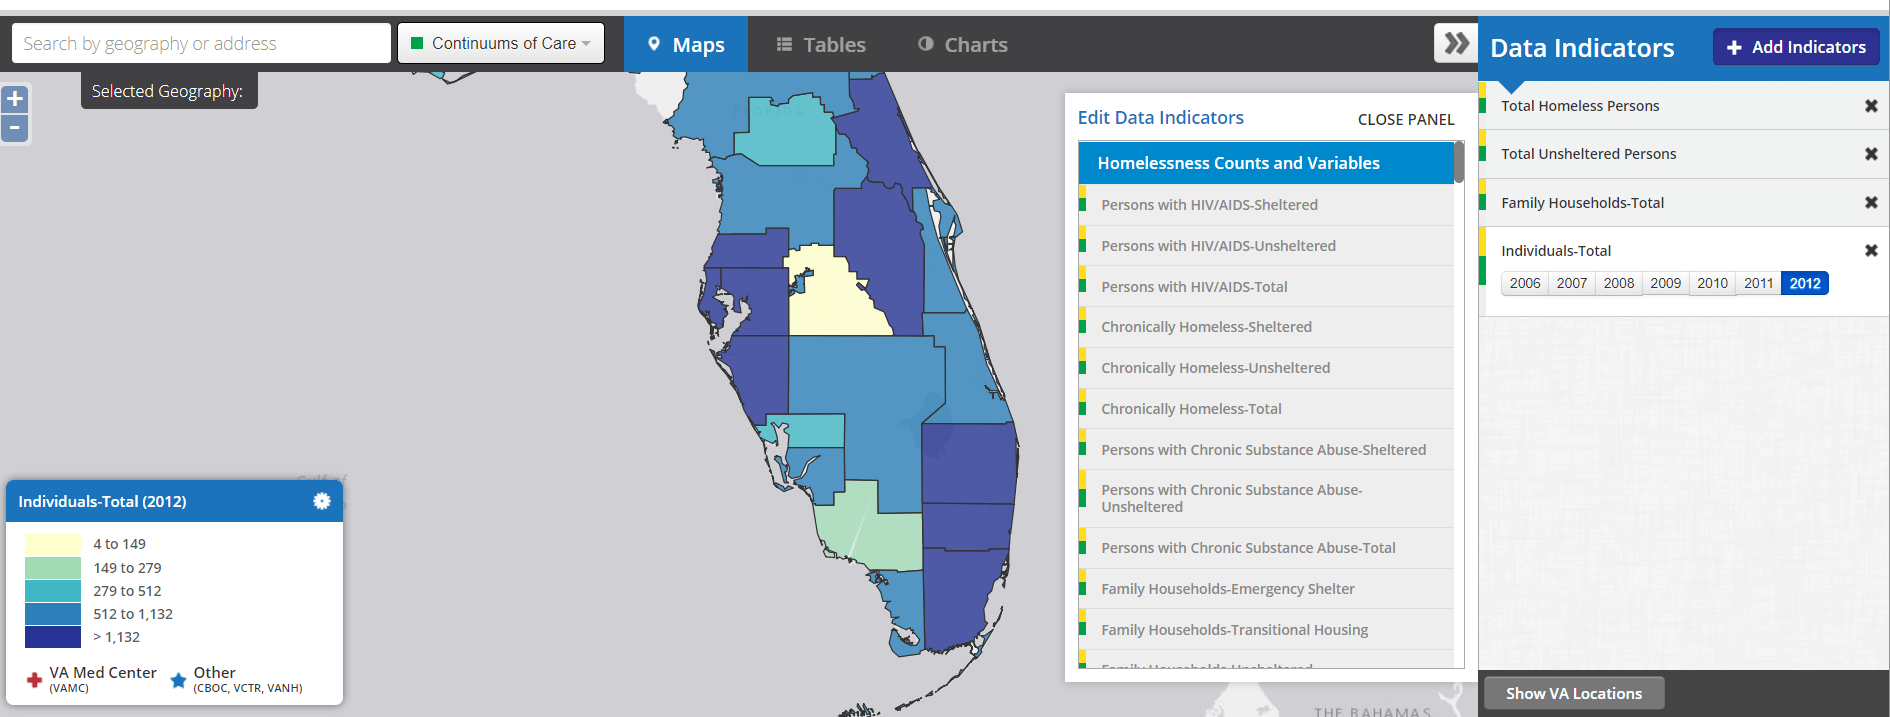 Search by geography or address
Continuums of Care
Maps
Tables
Charts
Data Indicators
Add Indicators
Selected Geography:
FLORIDA
Edit Data Indicators
CLOSE PANEL
Homelessness Counts and Variables
Persons with HIV/AIDS-Sheltered
Persons with HIV/AIDS-Unsheltered
Persons with HIV/AIDS-Total
Chronically Homeless-Sheltered
Chronically Homeless-Unsheltered
Chronically Homeless-Total
Persons with Chronic Substance Abuse-Sheltered
Persons with Chronic Substance Abuse-
Unsheltered
Persons with Chronic Substance Abuse-Total
Family Households-Emergency Shelter
Family Households-Transitional Housing
Family Households-Unsheltered
Total Homeless Persons
Total Unsheltered Persons
Family Households-Total
Individuals-Total
2006 2007 2008 2009 2010 2011 2012
Gulf of
Individuals-Total (2012)
4 to 149
149 to 279
279 to 512
512 to 1,132
> 1,132
VA Med Center
(VAMC)
Other
(CBOC, VCTR, VANH)
THE BAHAMAS
Show VA Locations